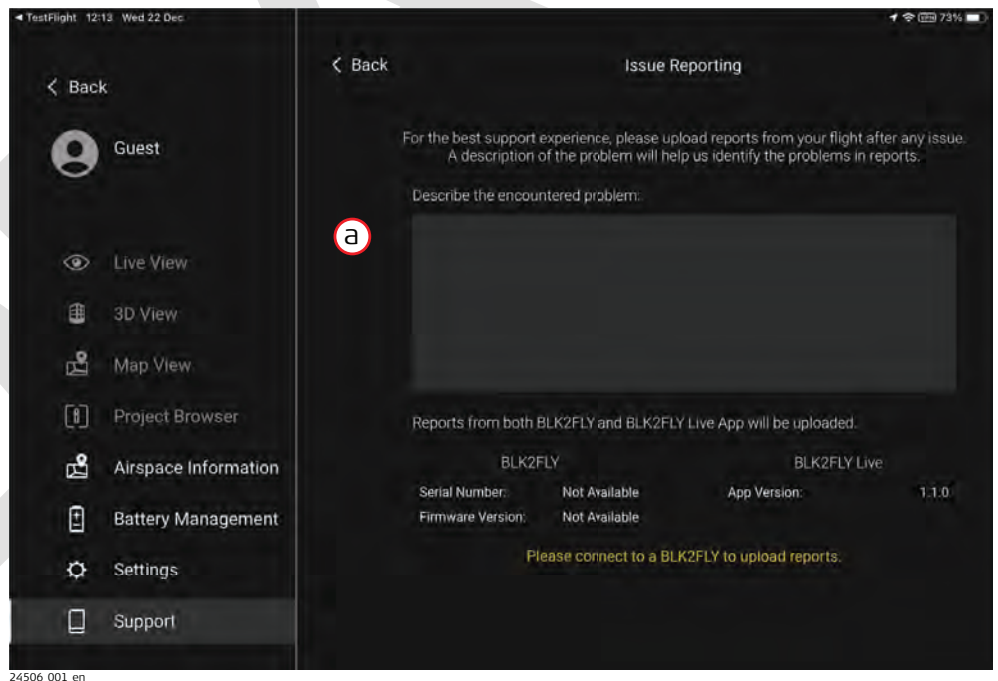 TestFlight 12:13 Wed 22 Dec
VPN 73%
Back
Guest
Live View
3D View
Map View
Project Browser
Airspace Information
Battery Management
Settings
Support
Back
Issue Reporting
For the best support experience, please upload reports from your flight after any issue.
A description of the problem will help us identify the problems in reports.
Describe the encountered problem:
a
Reports from both BLK2FLY and BLK2FLY Live App will be uploaded.
BLK2FLY
BLK2FLY Live
Serial Number: Not Available App Version: 1.1.0
Firmware Version: Not Available
Please connect to a BLK2FLY to upload reports.
24506_001_en